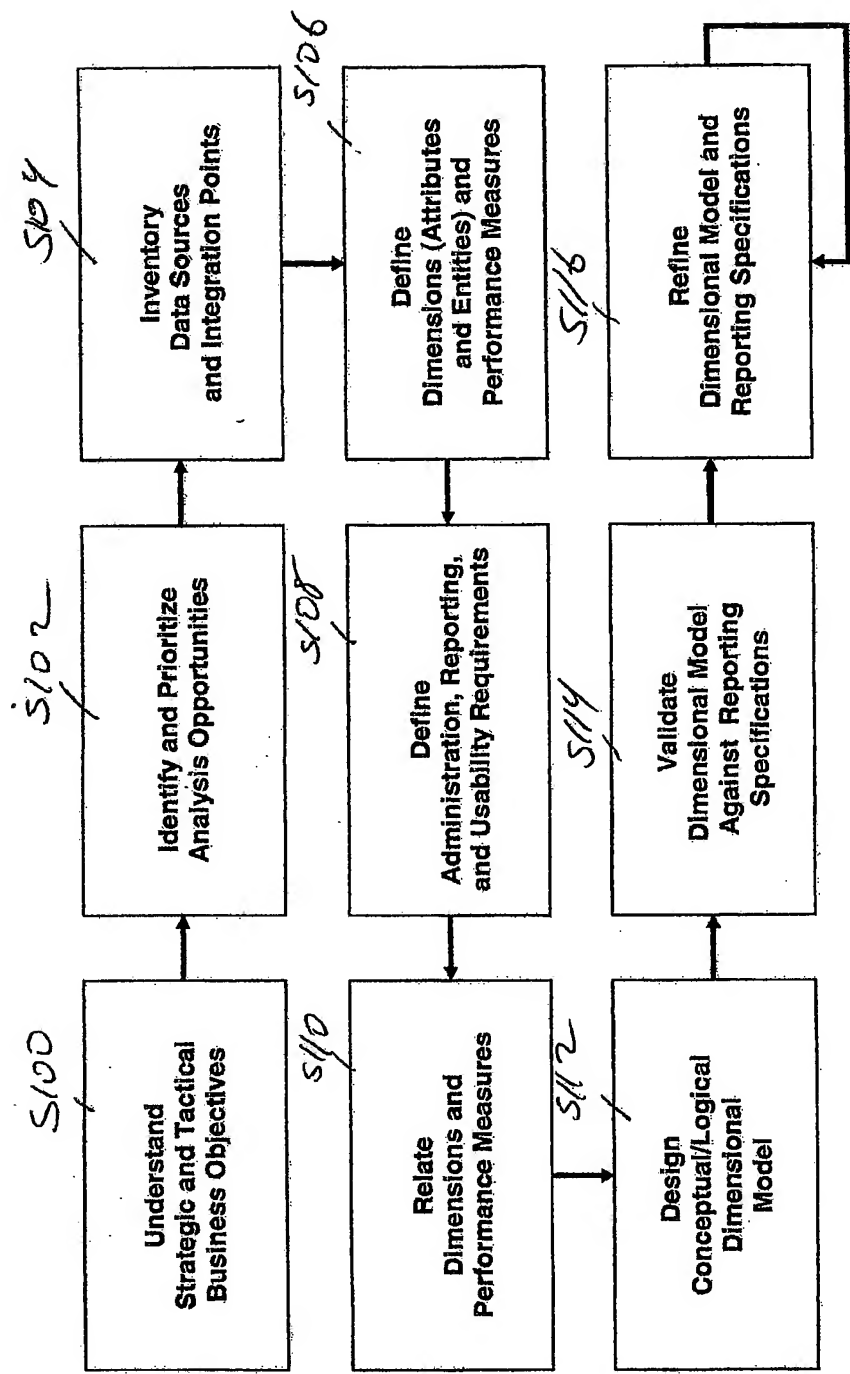 S100
Understand
Strategic and Tactical
Business Objectives
S102
Identify and Prioritize
Analysis Opportunities
S104
Inventory
Data Sources
and Integration Points
S106
Define
Dimensions (Attributes
and Entities) and
Performance Measures
S108
Define
Administration, Reporting,
and Usability Requirements
S110
Relate
Dimensions and
Performance Measures
S112
Design
Conceptual/Logical
Dimensional
Model
S114
Validate
Dimensional Model
Against Reporting
Specifications
S116
Refine
Dimensional Model and
Reporting Specifications